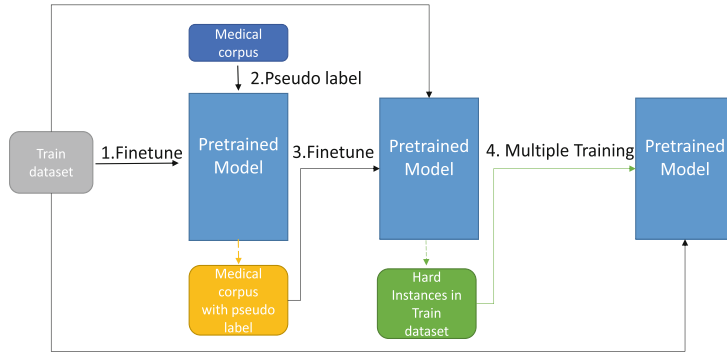 Medical
corpus
2.Pseudo label
Train
dataset
1.Finetune
Pretrained
Model
3.Finetune
Pretrained
Model
4. Multiple Training
Pretrained
Model
Medical
corpus
with pseudo
label
Hard
Instances in
Train
dataset